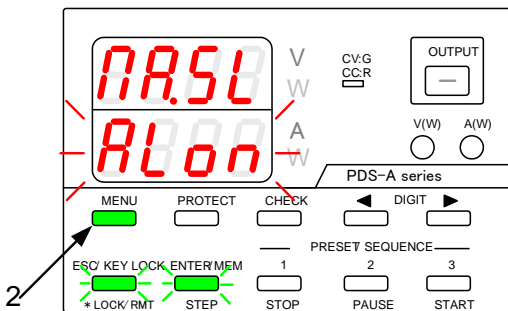 MA.SL
V
W
CV:G
CC:R
OUTPUT
ALon
A
W
V(W) A(W)
PDS-A series
MENU PROTECT CHECK ◀ DIGIT ▶
PRESET/ SEQUENCE
ESC/ KEY LOCK ENTER/MEM 1 2 3
2
* LOCK/RMT STEP STOP PAUSE START